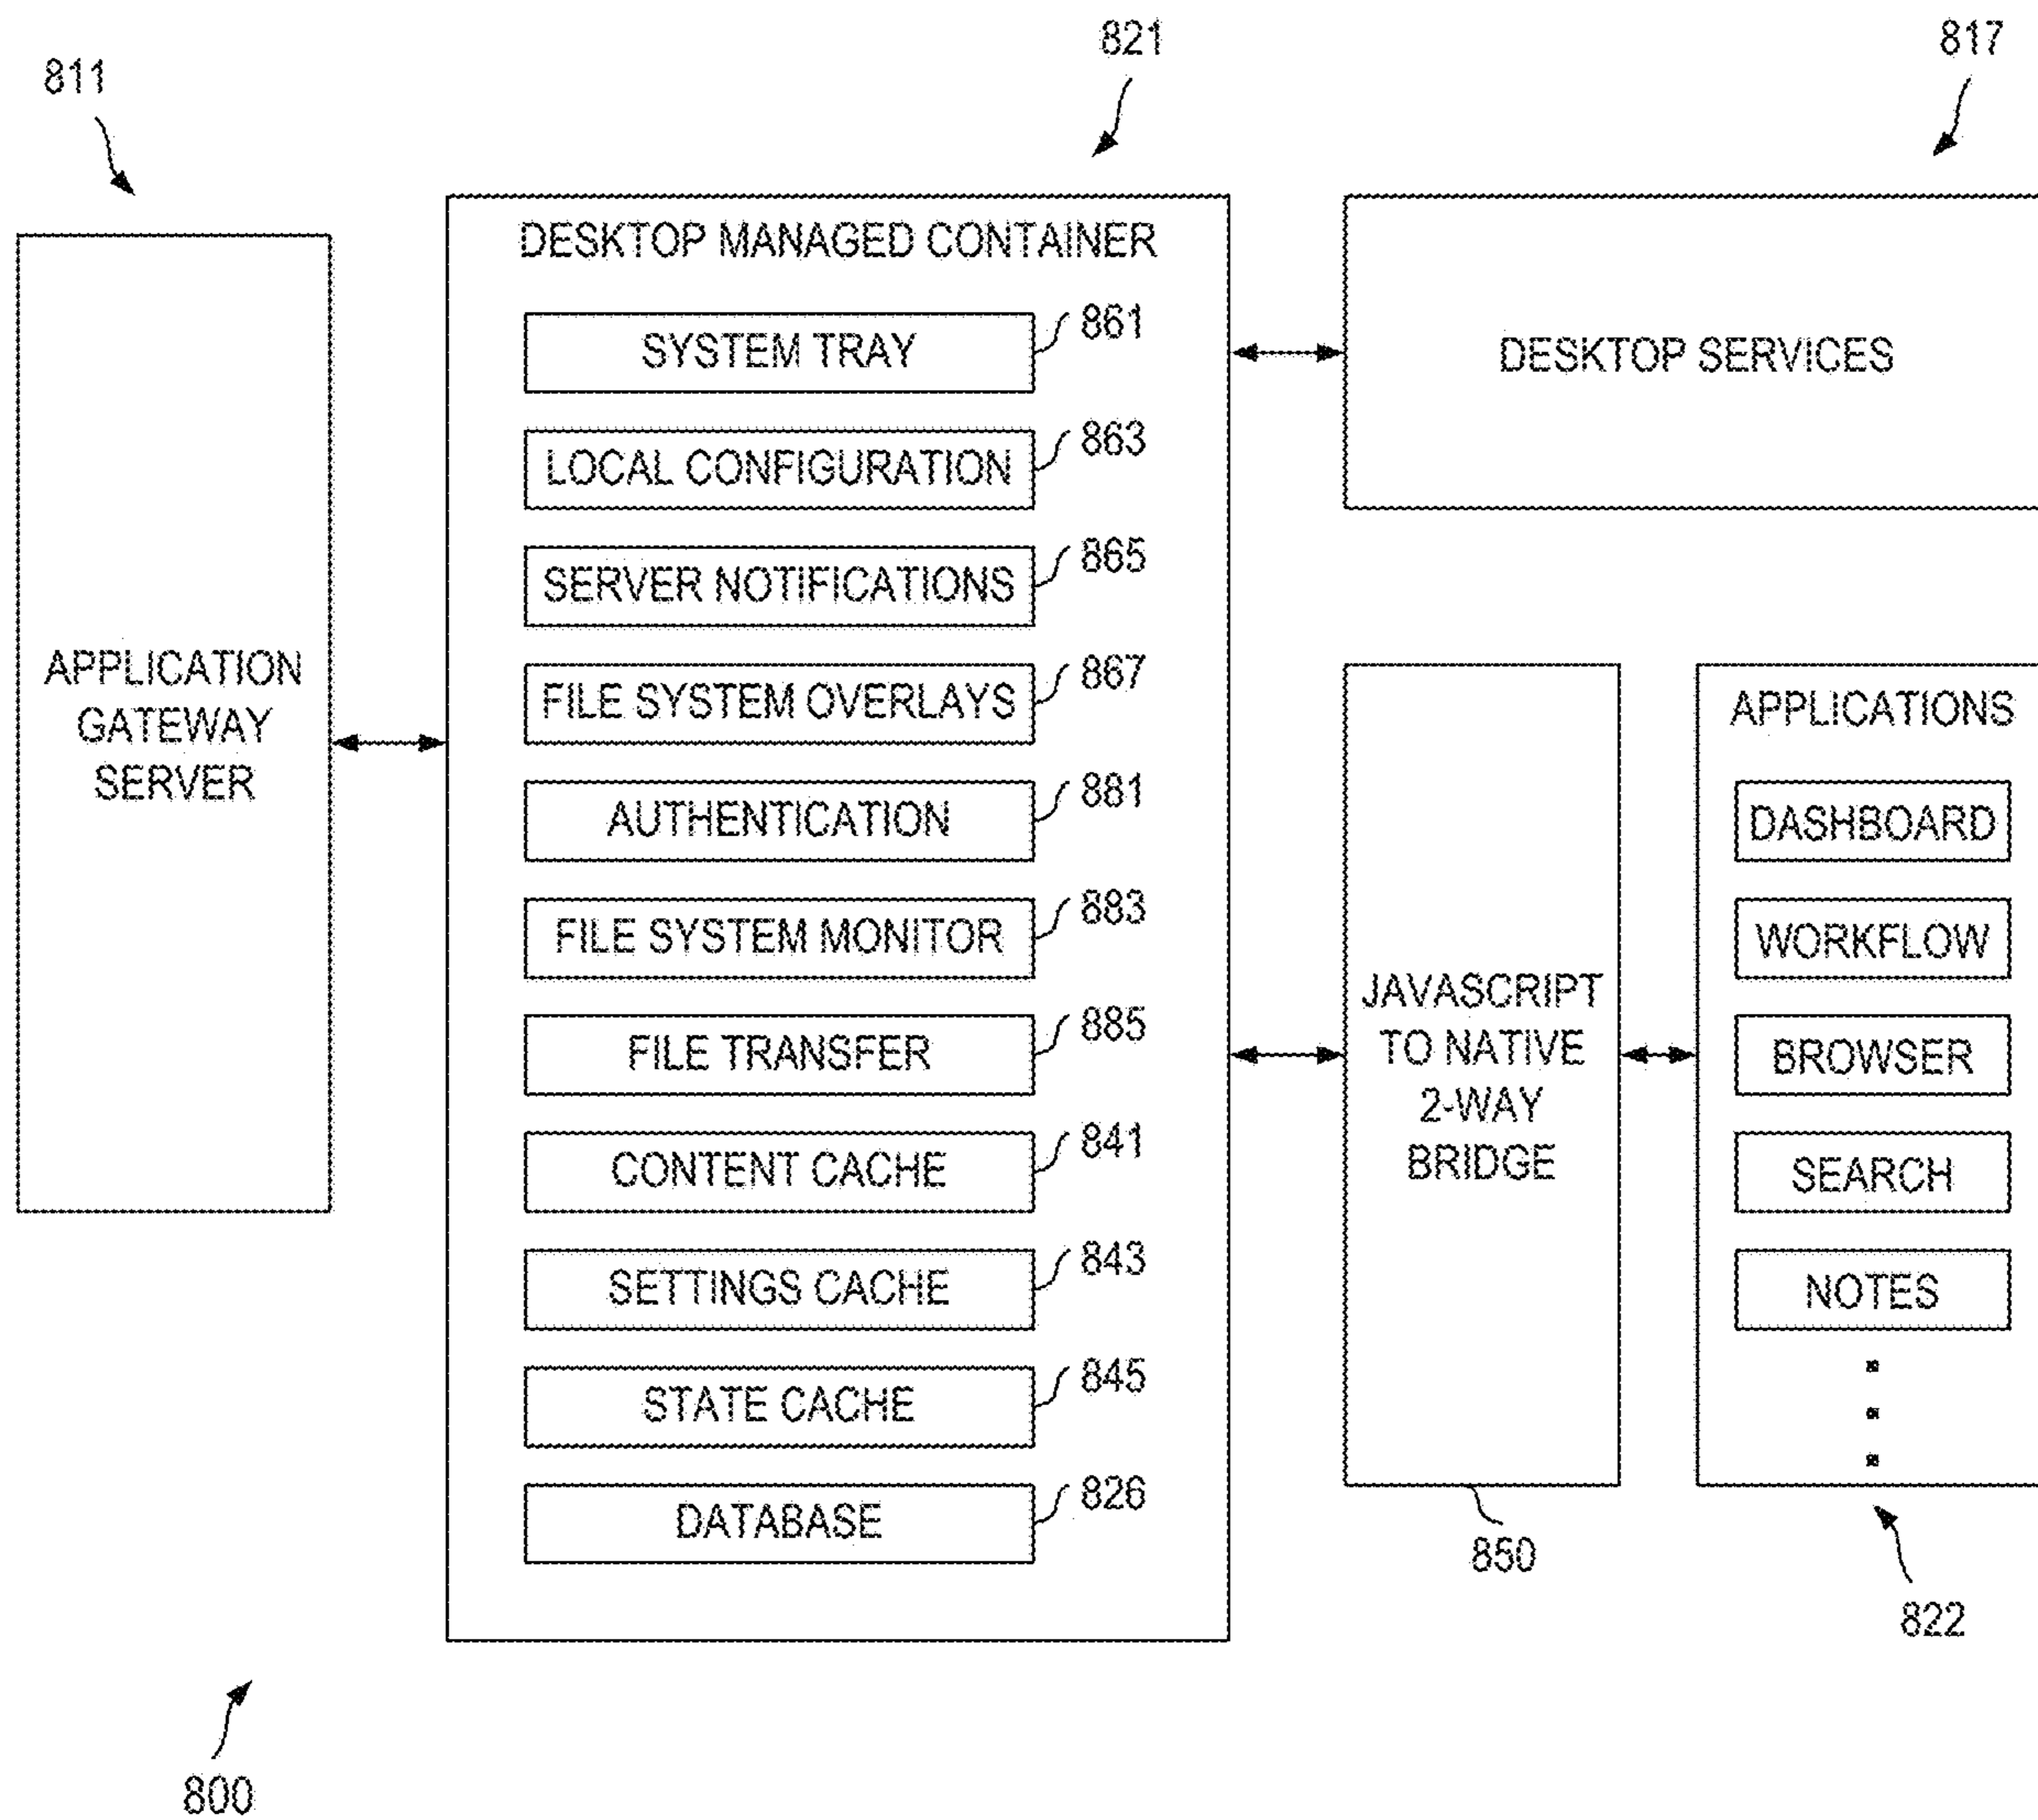 811
821
817
DESKTOP MANAGED CONTAINER
SYSTEM TRAY
861
LOCAL CONFIGURATION
863
SERVER NOTIFICATIONS
865
FILE SYSTEM OVERLAYS
867
AUTHENTICATION
881
FILE SYSTEM MONITOR
883
FILE TRANSFER
885
CONTENT CACHE
841
SETTINGS CACHE
843
STATE CACHE
845
DATABASE
826
APPLICATION
GATEWAY
SERVER
DESKTOP SERVICES
JAVASCRIPT
TO NATIVE
2-WAY
BRIDGE
850
APPLICATIONS
DASHBOARD
WORKFLOW
BROWSER
SEARCH
NOTES
822
800